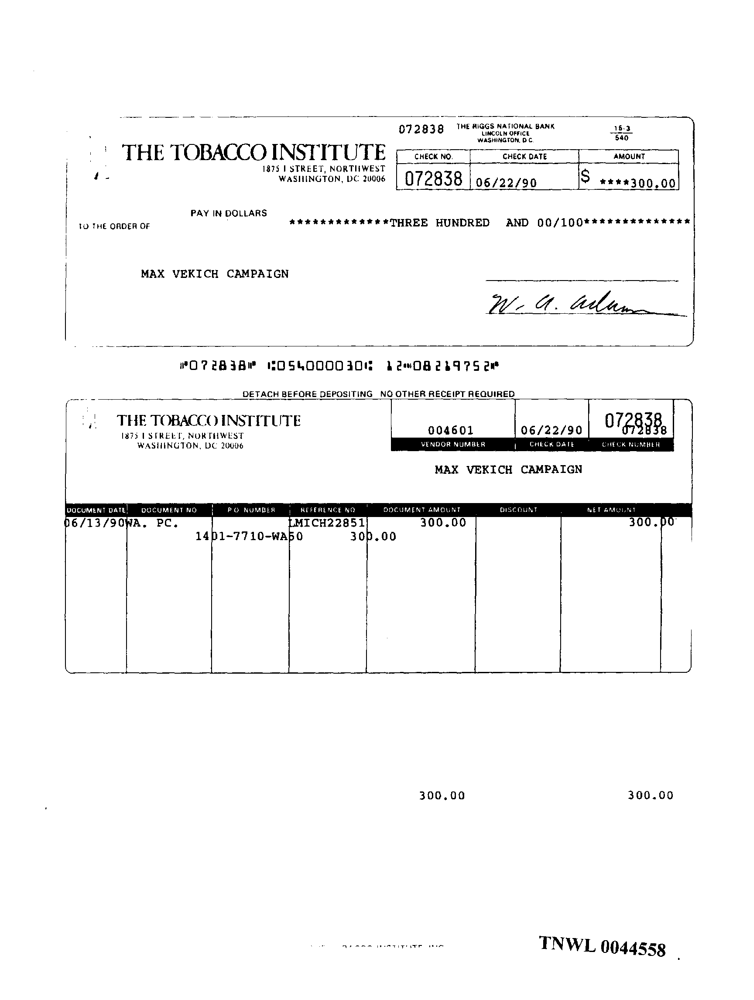 072838 THE RIGGS NATIONAL BANK
LINCOLN OFFICE
WASHINGTON, D.C.
15-3
540
THE TOBACCO INSTITUTE
1875 I STREET, NORTHWEST
WASHINGTON, DC 20006
CHECK NO. CHECK DATE AMOUNT
072838 06/22/90 $ ****300.00
PAY IN DOLLARS
TO THE ORDER OF
*************THREE HUNDRED AND 00/100**************
MAX VEKICH CAMPAIGN
W. A. Adams
⑈072838⑈ ⑆054000030⑆ 12⑉08219752⑈
DETACH BEFORE DEPOSITING NO OTHER RECEIPT REQUIRED
THE TOBACCO INSTITUTE
1875 I STREET, NORTHWEST
WASHINGTON, DC 20006
004601 06/22/90 072838
072838
VENDOR NUMBER CHECK DATE CHECK NUMBER
MAX VEKICH CAMPAIGN
DOCUMENT DATE DOCUMENT NO P.O. NUMBER REFERENCE NO DOCUMENT AMOUNT DISCOUNT NET AMOUNT
06/13/90 WA. PC. LMICH22851 300.00 300.00
1401-7710-WA60 300.00
300.00 300.00
TNWL 0044558